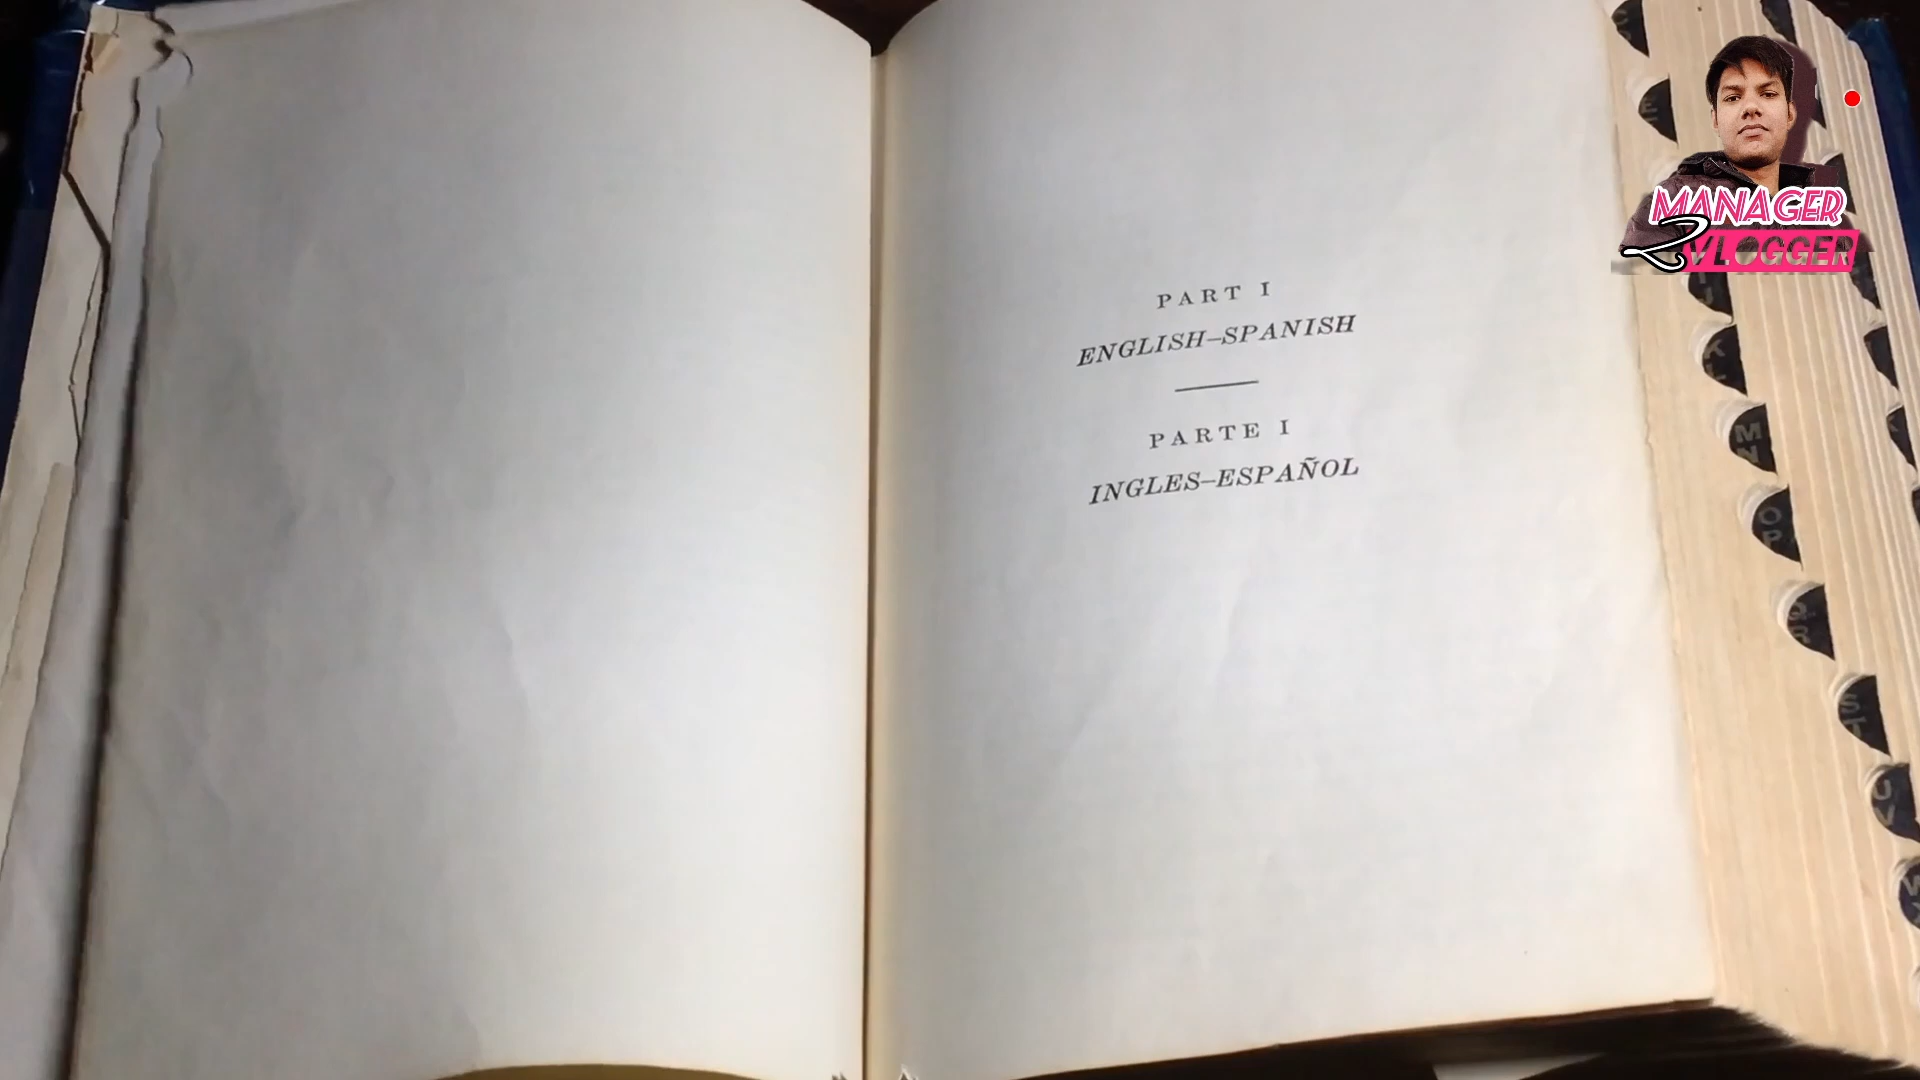 PART I
ENGLISH–SPANISH
PARTE I
INGLES–ESPAÑOL
MANAGER
2 VLOGGER
E
K
L
M
N
O
P
Q
R
S
T
U
V
W